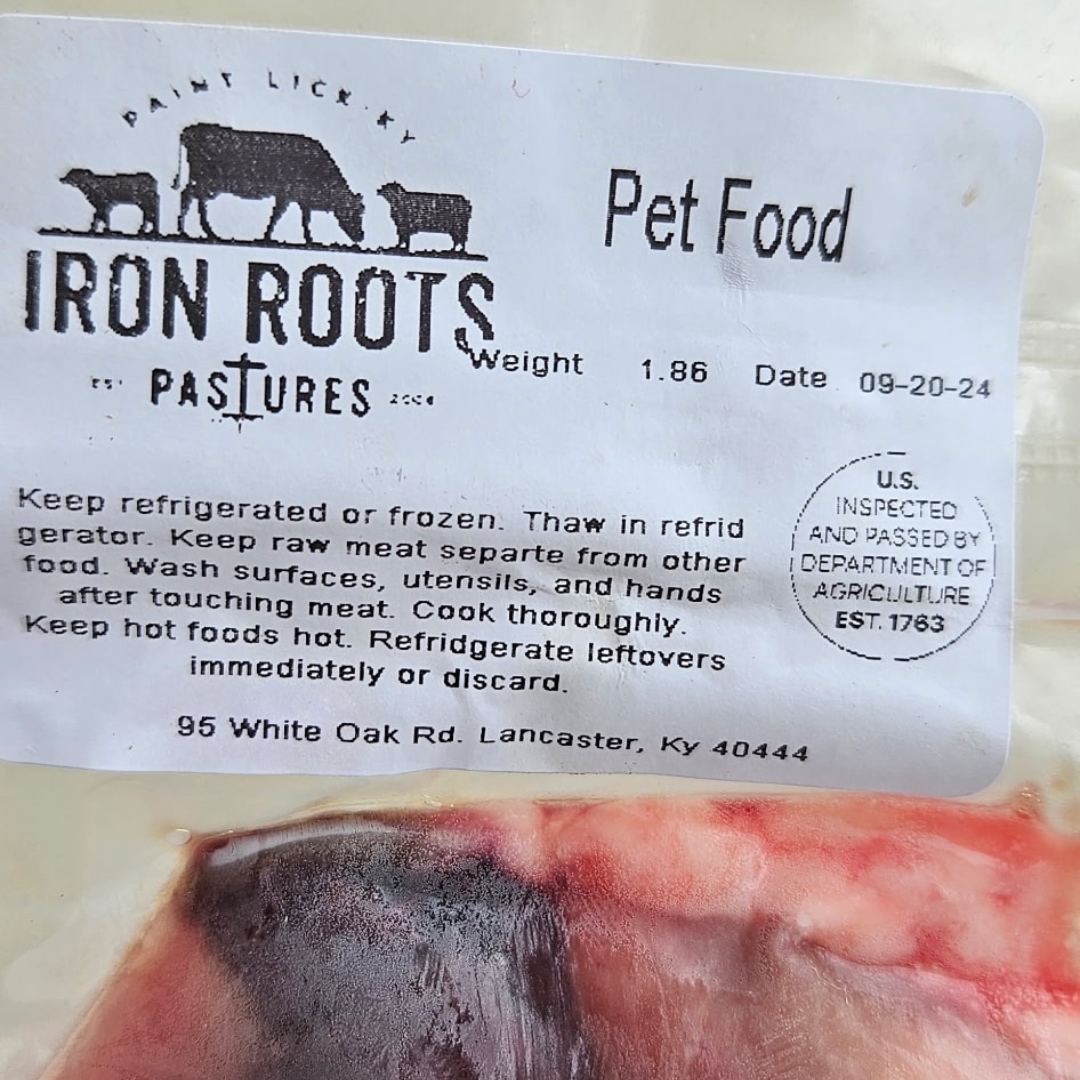 PAINT LICK, KY
IRON ROOTS
PASTURES
Pet Food
Weight 1.86 Date 09-20-24
Keep refrigerated or frozen. Thaw in refrid
gerator. Keep raw meat separte from other
food. Wash surfaces, utensils, and hands
after touching meat. Cook thoroughly.
Keep hot foods hot. Refridgerate leftovers
immediately or discard.
U.S.
INSPECTED
AND PASSED BY
DEPARTMENT OF
AGRICULTURE
EST. 1763
95 White Oak Rd. Lancaster, Ky 40444